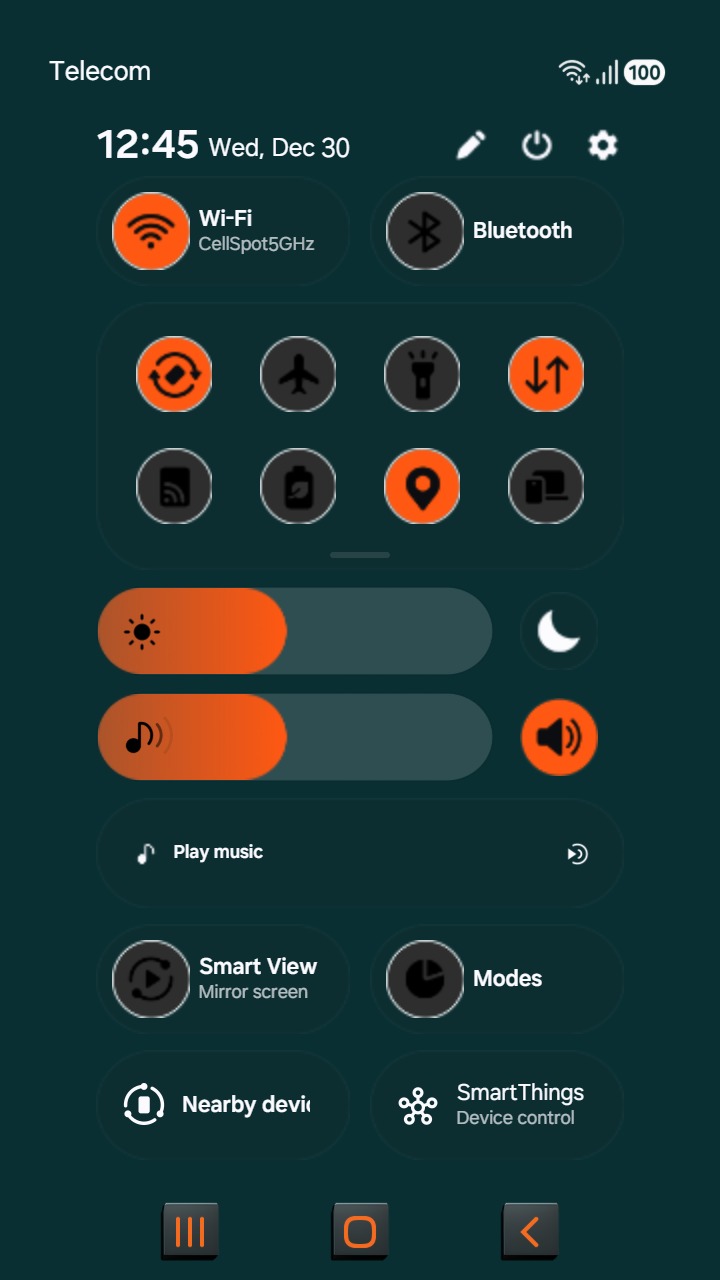 Telecom
100
12:45 Wed, Dec 30
Wi-Fi
CellSpot5GHz
Bluetooth
Play music
Smart View
Mirror screen
Modes
Nearby devi
SmartThings
Device control